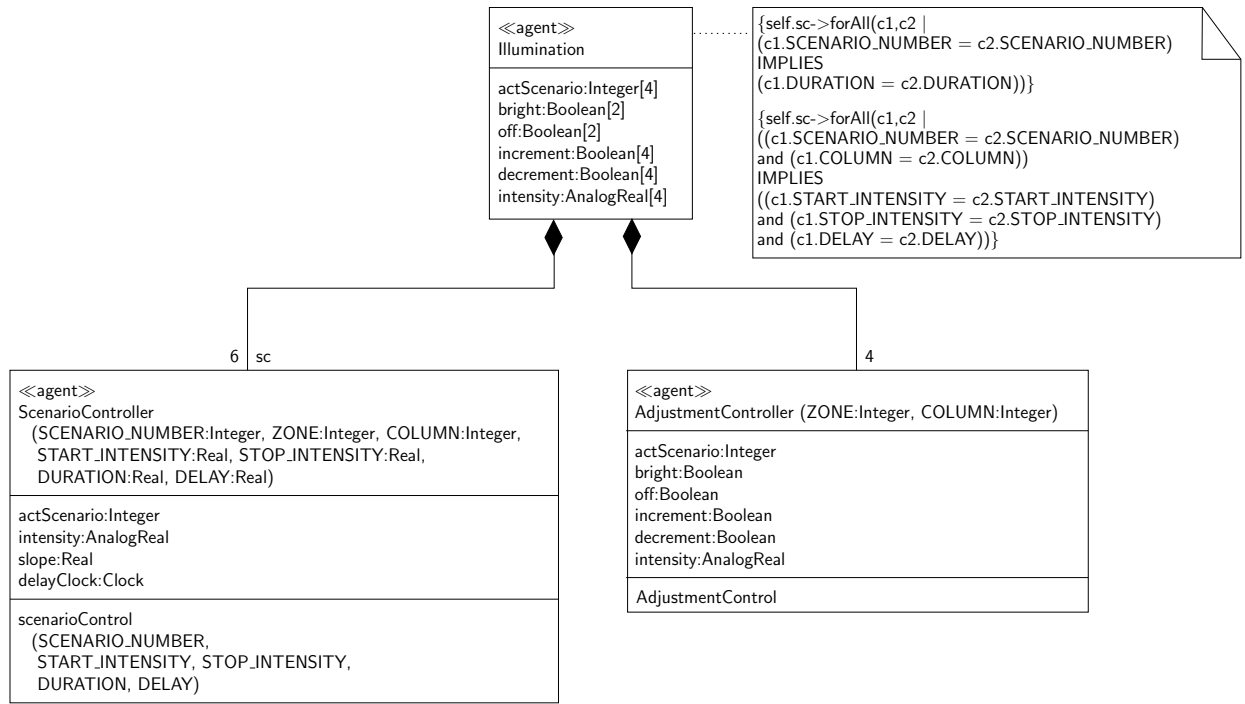 ≪agent≫
Illumination
actScenario:Integer[4]
bright:Boolean[2]
off:Boolean[2]
increment:Boolean[4]
decrement:Boolean[4]
intensity:AnalogReal[4]
{self.sc->forAll(c1,c2 |
(c1.SCENARIO_NUMBER = c2.SCENARIO_NUMBER)
IMPLIES
(c1.DURATION = c2.DURATION))}
{self.sc->forAll(c1,c2 |
((c1.SCENARIO_NUMBER = c2.SCENARIO_NUMBER)
and (c1.COLUMN = c2.COLUMN))
IMPLIES
((c1.START_INTENSITY = c2.START_INTENSITY)
and (c1.STOP_INTENSITY = c2.STOP_INTENSITY)
and (c1.DELAY = c2.DELAY))}
6 sc
4
≪agent≫
ScenarioController
(SCENARIO_NUMBER:Integer, ZONE:Integer, COLUMN:Integer,
START_INTENSITY:Real, STOP_INTENSITY:Real,
DURATION:Real, DELAY:Real)
actScenario:Integer
intensity:AnalogReal
slope:Real
delayClock:Clock
scenarioControl
(SCENARIO_NUMBER,
START_INTENSITY, STOP_INTENSITY,
DURATION, DELAY)
≪agent≫
AdjustmentController (ZONE:Integer, COLUMN:Integer)
actScenario:Integer
bright:Boolean
off:Boolean
increment:Boolean
decrement:Boolean
intensity:AnalogReal
AdjustmentControl